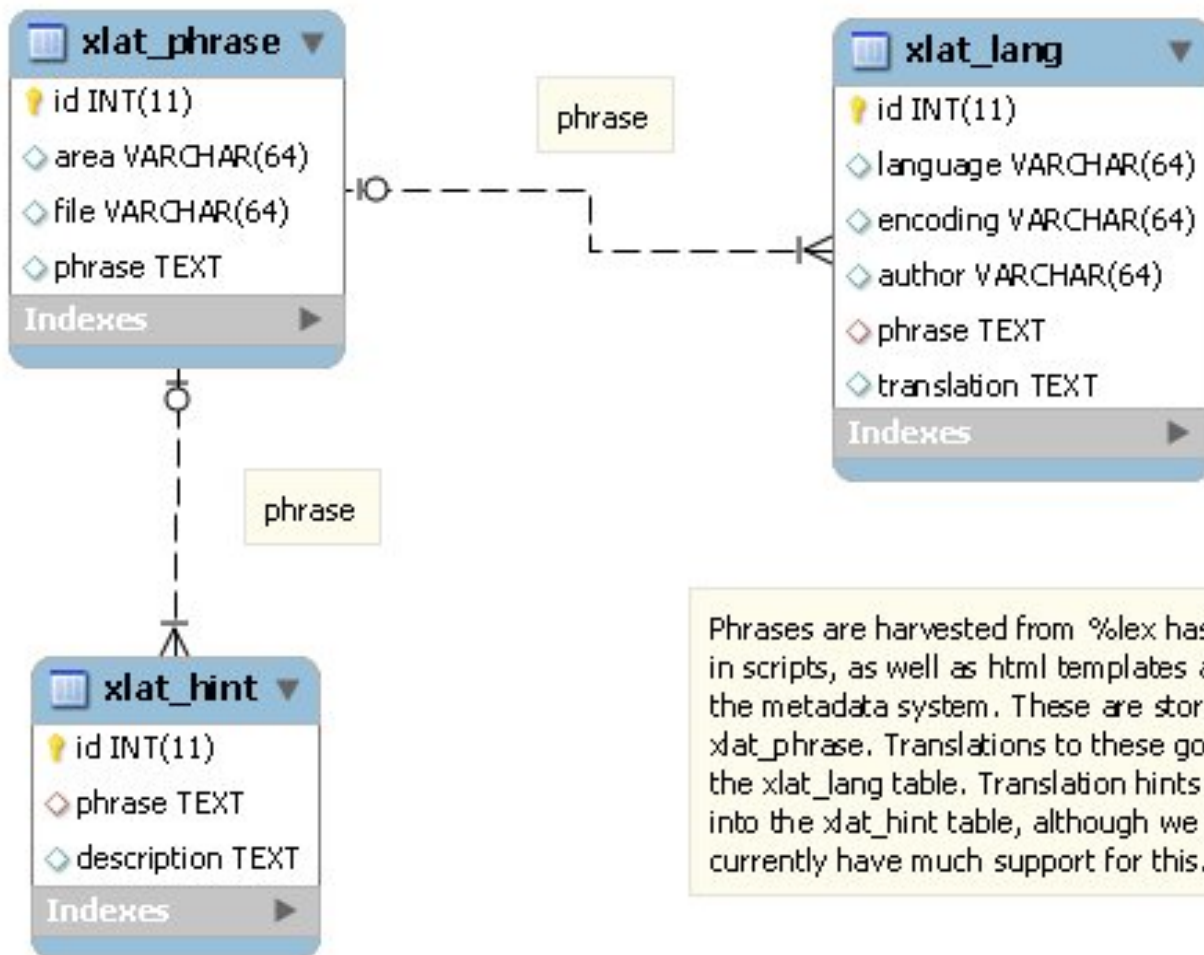 xlat_phrase
id INT(11)
area VARCHAR(64)
file VARCHAR(64)
phrase TEXT
Indexes
phrase
xlat_lang
id INT(11)
language VARCHAR(64)
encoding VARCHAR(64)
author VARCHAR(64)
phrase TEXT
translation TEXT
Indexes
phrase
xlat_hint
id INT(11)
phrase TEXT
description TEXT
Indexes
Phrases are harvested from %lex
in scripts, as well as html templates
the metadata system. These are
xlat_phrase. Translations to these go
the xlat_lang table. Translation hints
into the xlat_hint table, although we
currently have much support for this.